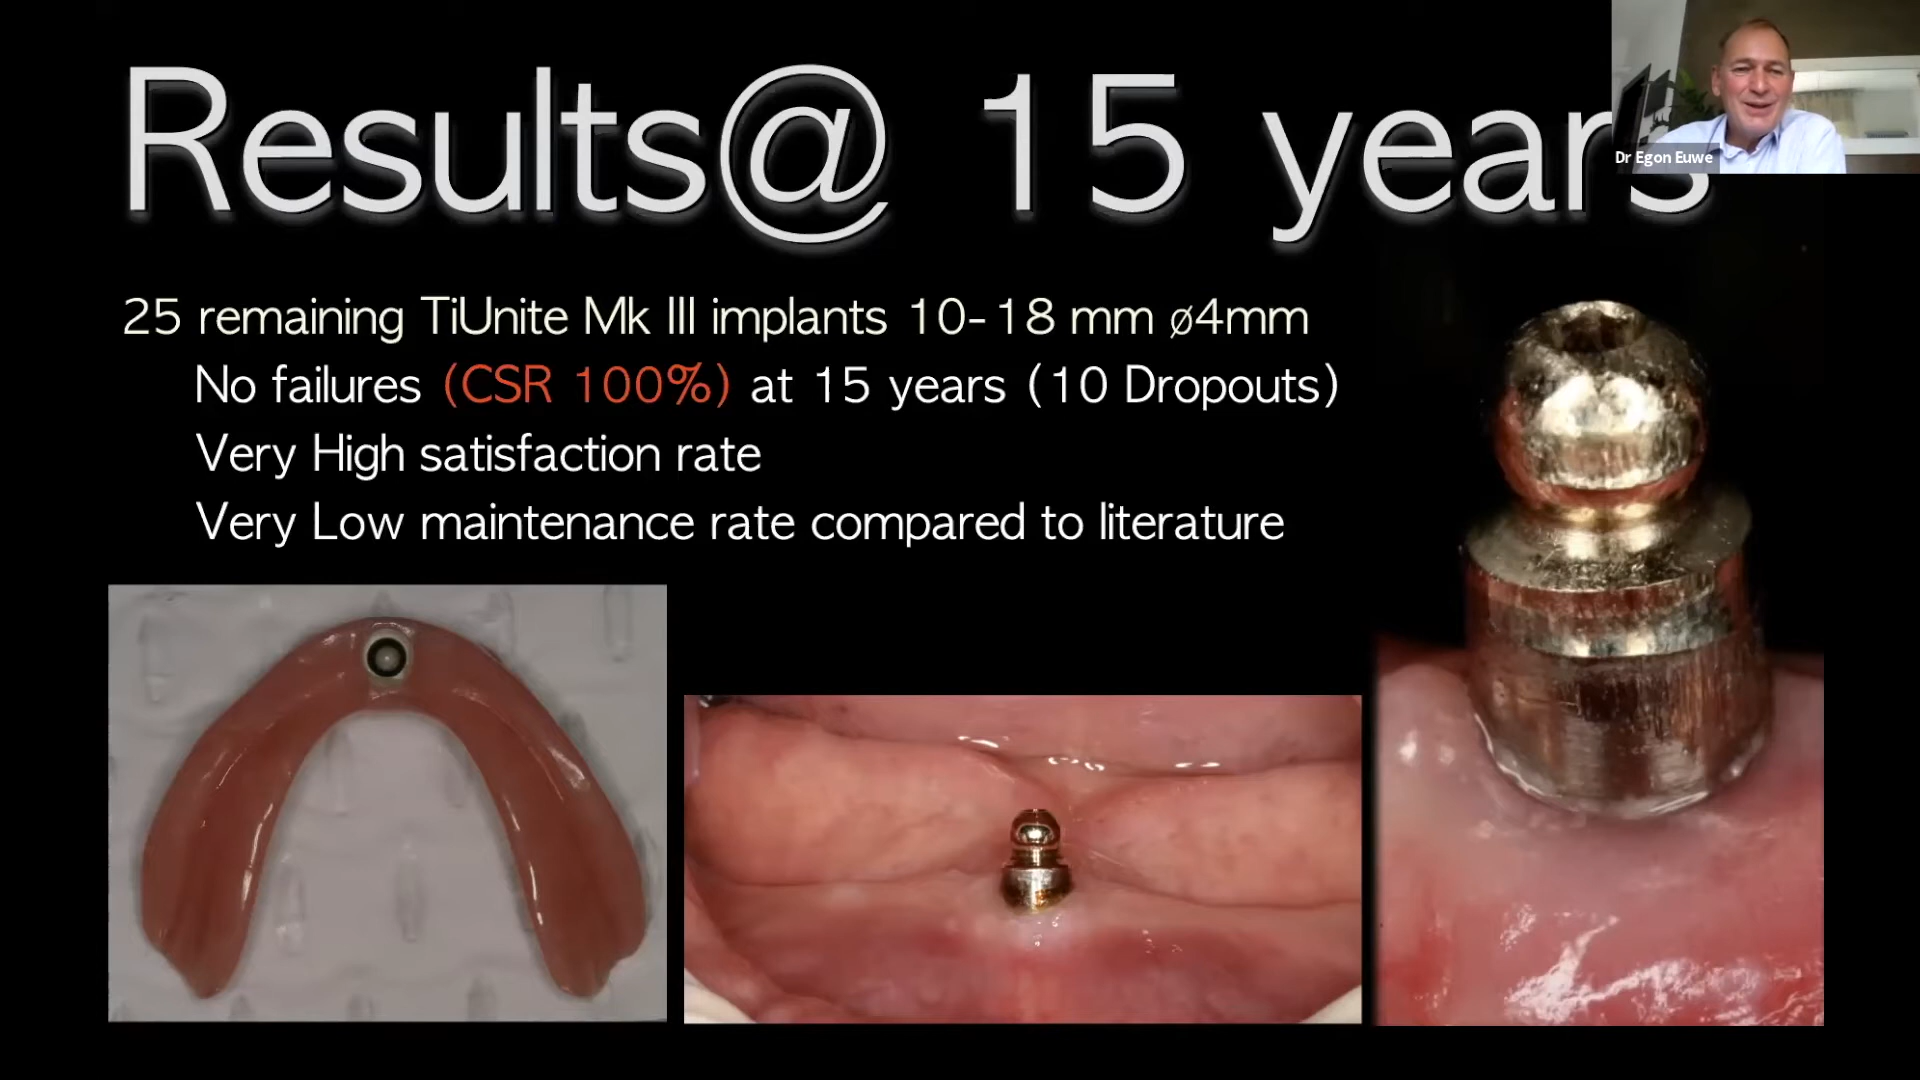 Results@ 15 years
Dr Egon Euwe
25 remaining TiUnite Mk III implants 10-18 mm ø4mm
No failures (CSR 100%) at 15 years (10 Dropouts)
Very High satisfaction rate
Very Low maintenance rate compared to literature